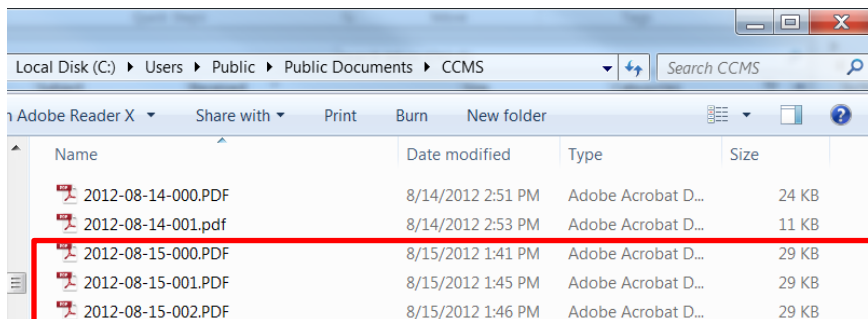 Local Disk (C:) Users Public Public Documents CCMS Search CCMS
Adobe Reader X Share with Print Burn New folder
Name Date modified Type Size
2012-08-14-000.PDF 8/14/2012 2:51 PM Adobe Acrobat D... 24 KB
2012-08-14-001.pdf 8/14/2012 2:53 PM Adobe Acrobat D... 11 KB
2012-08-15-000.PDF 8/15/2012 1:41 PM Adobe Acrobat D... 29 KB
2012-08-15-001.PDF 8/15/2012 1:45 PM Adobe Acrobat D... 29 KB
2012-08-15-002.PDF 8/15/2012 1:46 PM Adobe Acrobat D... 29 KB